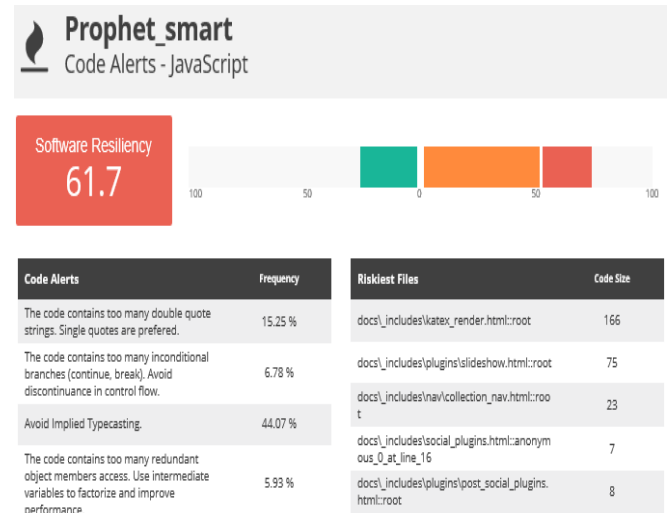 Prophet_smart
Code Alerts - JavaScript
Software Resiliency
61.7
100 50 0 50 100
Code Alerts Frequency
The code contains too many double quote
strings. Single quotes are prefered.
15.25 %
The code contains too many inconditional
branches (continue, break). Avoid
discontinuance in control flow.
6.78 %
Avoid Implied Typecasting.
44.07 %
The code contains too many redundant
object members access. Use intermediate
variables to factorize and improve
performance
5.93 %
Riskiest Files Code Size
docs\_includes\katex_render.html::root
166
docs\_includes\plugins\slideshow.html::root
75
docs\_includes\nav\collection_nav.html::roo
t
23
docs\_includes\social_plugins.html::anonym
ous_0_at_line_16
7
docs\_includes\plugins\post_social_plugins.
html::root
8